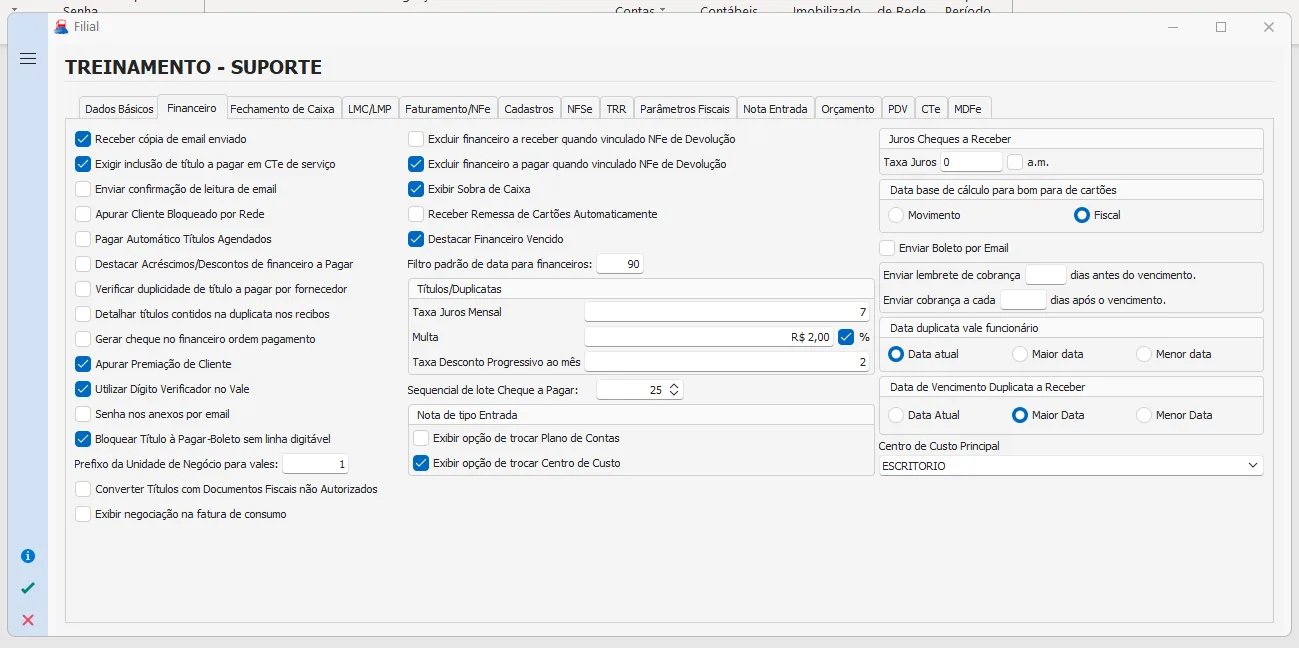 Senha
Contas
Contábeis
Imobilizado
de Rede
Período
Filial
TREINAMENTO - SUPORTE
Dados Básicos
Financeiro
Fechamento de Caixa
LMC/LMP
Faturamento/NFe
Cadastros
NFSe
TRR
Parâmetros Fiscais
Nota Entrada
Orçamento
PDV
CTe
MDFe
Receber cópia de email enviado
Exigir inclusão de título a pagar em CTe de serviço
Enviar confirmação de leitura de email
Apurar Cliente Bloqueado por Rede
Pagar Automático Títulos Agendados
Destacar Acréscimos/Descontos de financeiro a Pagar
Verificar duplicidade de título a pagar por fornecedor
Detalhar títulos contidos na duplicata nos recibos
Gerar cheque no financeiro ordem pagamento
Apurar Premiação de Cliente
Utilizar Dígito Verificador no Vale
Senha nos anexos por email
Bloquear Título à Pagar-Boleto sem linha digitável
Prefixo da Unidade de Negócio para vales: 1
Converter Títulos com Documentos Fiscais não Autorizados
Exibir negociação na fatura de consumo
Excluir financeiro a receber quando vinculado NFe de Devolução
Excluir financeiro a pagar quando vinculado NFe de Devolução
Exibir Sobra de Caixa
Receber Remessa de Cartões Automaticamente
Destacar Financeiro Vencido
Filtro padrão de data para financeiros: 90
Títulos/Duplicatas
Taxa Juros Mensal 7
Multa R$ 2,00 %
Taxa Desconto Progressivo ao mês 2
Sequencial de lote Cheque a Pagar: 25
Nota de tipo Entrada
Exibir opção de trocar Plano de Contas
Exibir opção de trocar Centro de Custo
Juros Cheques a Receber
Taxa Juros 0 a.m.
Data base de cálculo para bom para de cartões
Movimento Fiscal
Enviar Boleto por Email
Enviar lembrete de cobrança dias antes do vencimento.
Enviar cobrança a cada dias após o vencimento.
Data duplicata vale funcionário
Data atual Maior data Menor data
Data de Vencimento Duplicata a Receber
Data Atual Maior Data Menor Data
Centro de Custo Principal
ESCRITORIO